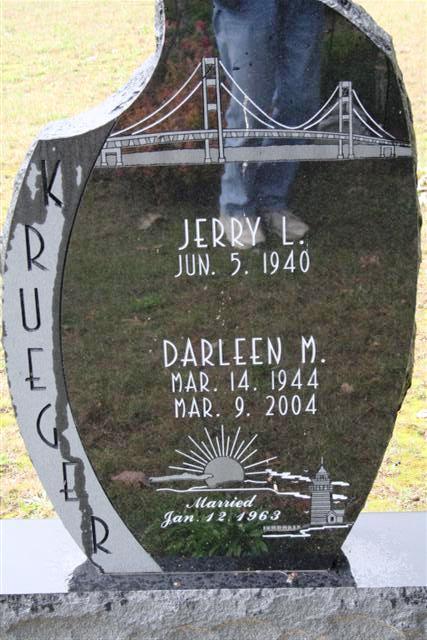 KRUEGER
JERRY L.
JUN. 5. 1940
DARLEEN M.
MAR. 14. 1944
MAR. 9. 2004
Married
Jan. 12. 1963